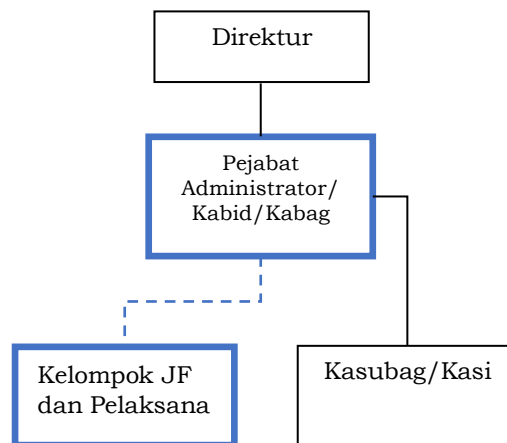 Direktur
Pejabat
Administrator/
Kabid/Kabag
Kelompok JF
dan Pelaksana
Kasubag/Kasi